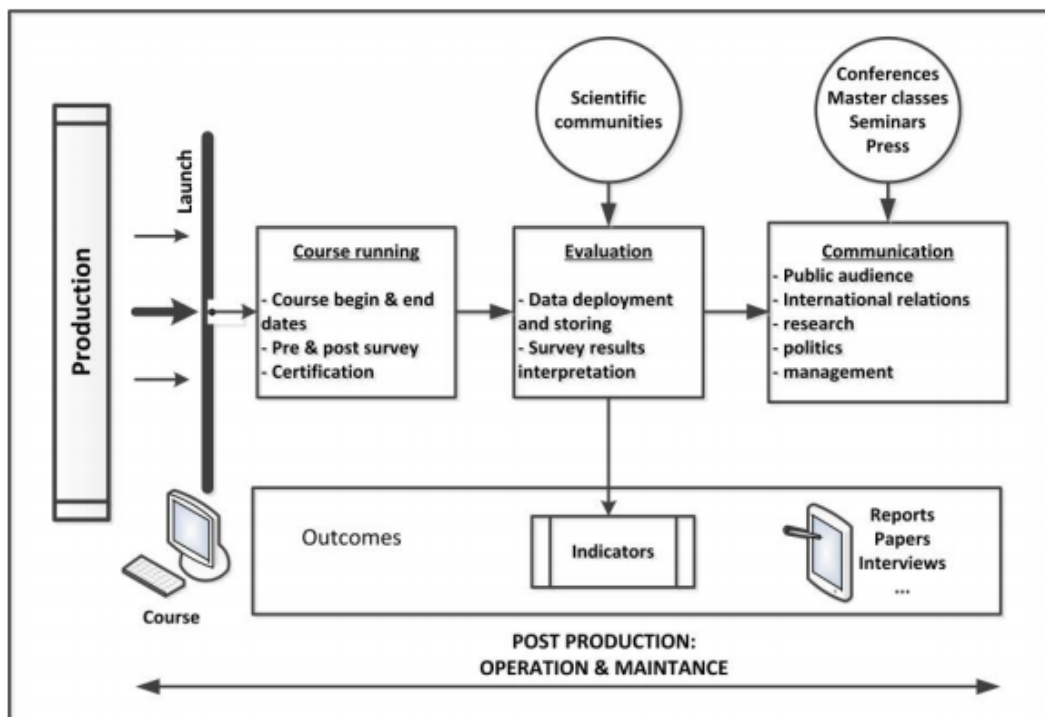 Production
Launch
Course
Scientific
communities
Conferences
Master classes
Seminars
Press
Course running
- Course begin & end
dates
- Pre & post survey
- Certification
Evaluation
- Data deployment
and storing
- Survey results
interpretation
Communication
- Public audience
- International relations
- research
- politics
- management
Outcomes
Indicators
Reports
Papers
Interviews
...
POST PRODUCTION:
OPERATION & MAINTANCE